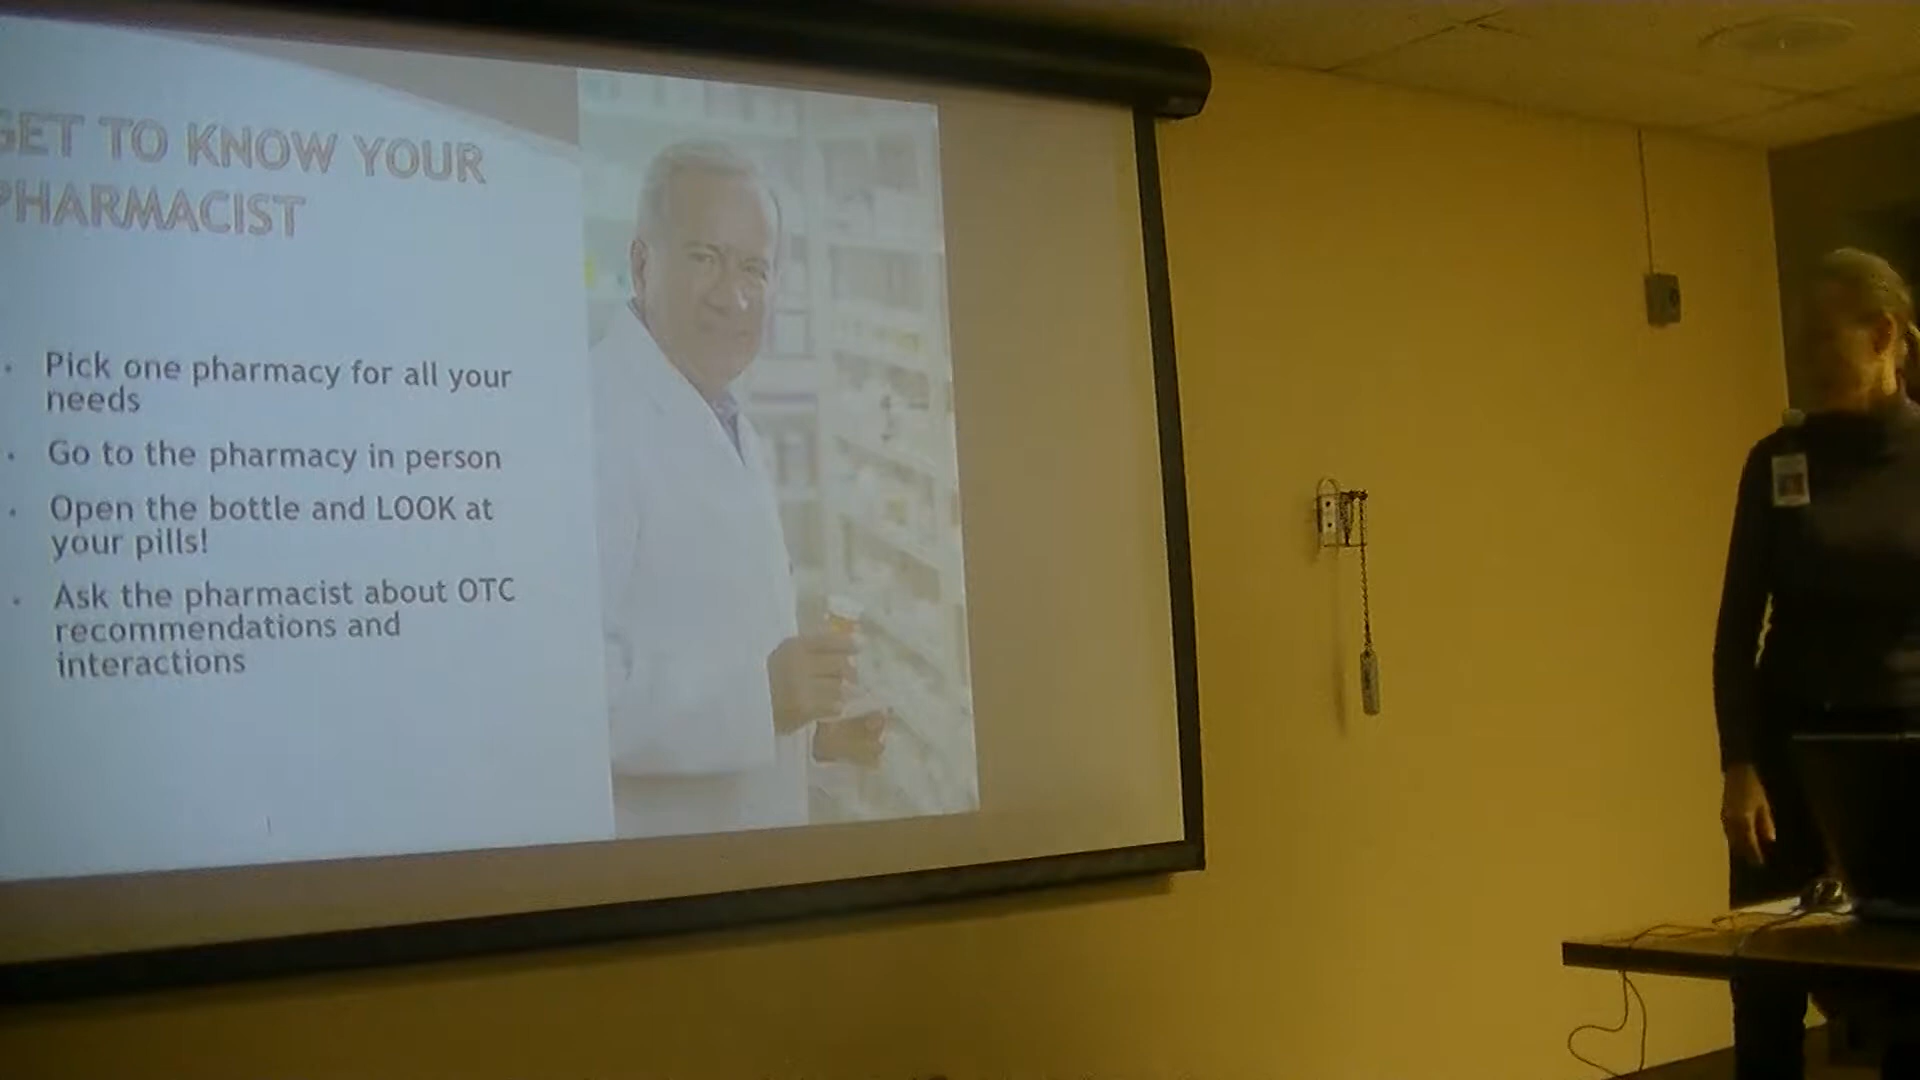 GET TO KNOW YOUR
PHARMACIST
Pick one pharmacy for all your
needs
Go to the pharmacy in person
Open the bottle and LOOK at
your pills!
Ask the pharmacist about OTC
recommendations and
interactions